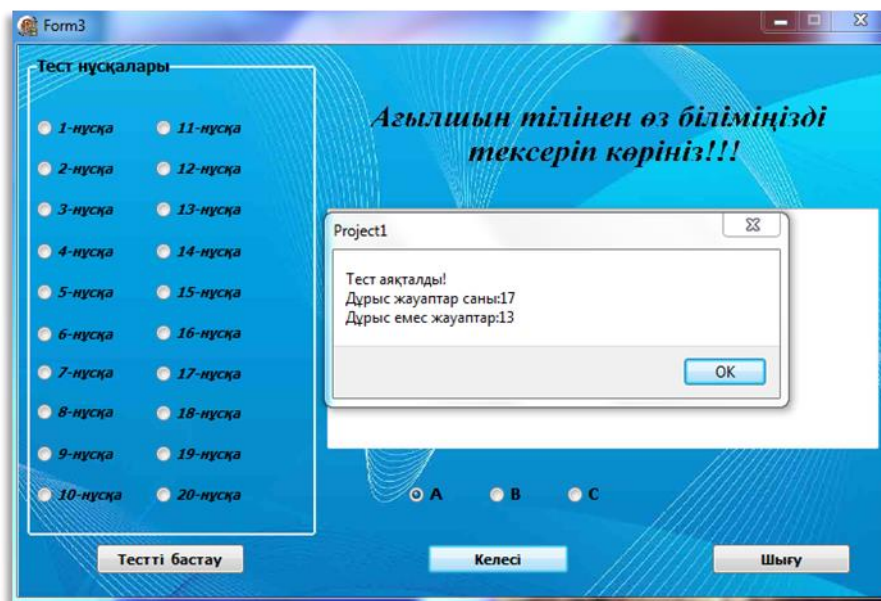 Form3
Тест нұсқалары
1-нұсқа
11-нұсқа
2-нұсқа
12-нұсқа
3-нұсқа
13-нұсқа
4-нұсқа
14-нұсқа
5-нұсқа
15-нұсқа
6-нұсқа
16-нұсқа
7-нұсқа
17-нұсқа
8-нұсқа
18-нұсқа
9-нұсқа
19-нұсқа
10-нұсқа
20-нұсқа
Ағылшын тілінен өз біліміңізді
тексеріп көрініз!!!
Project1
Тест аяқталды!
Дұрыс жауаптар саны:17
Дұрыс емес жауаптар:13
OK
A B C
Тестті бастау
Келесі
Шығу